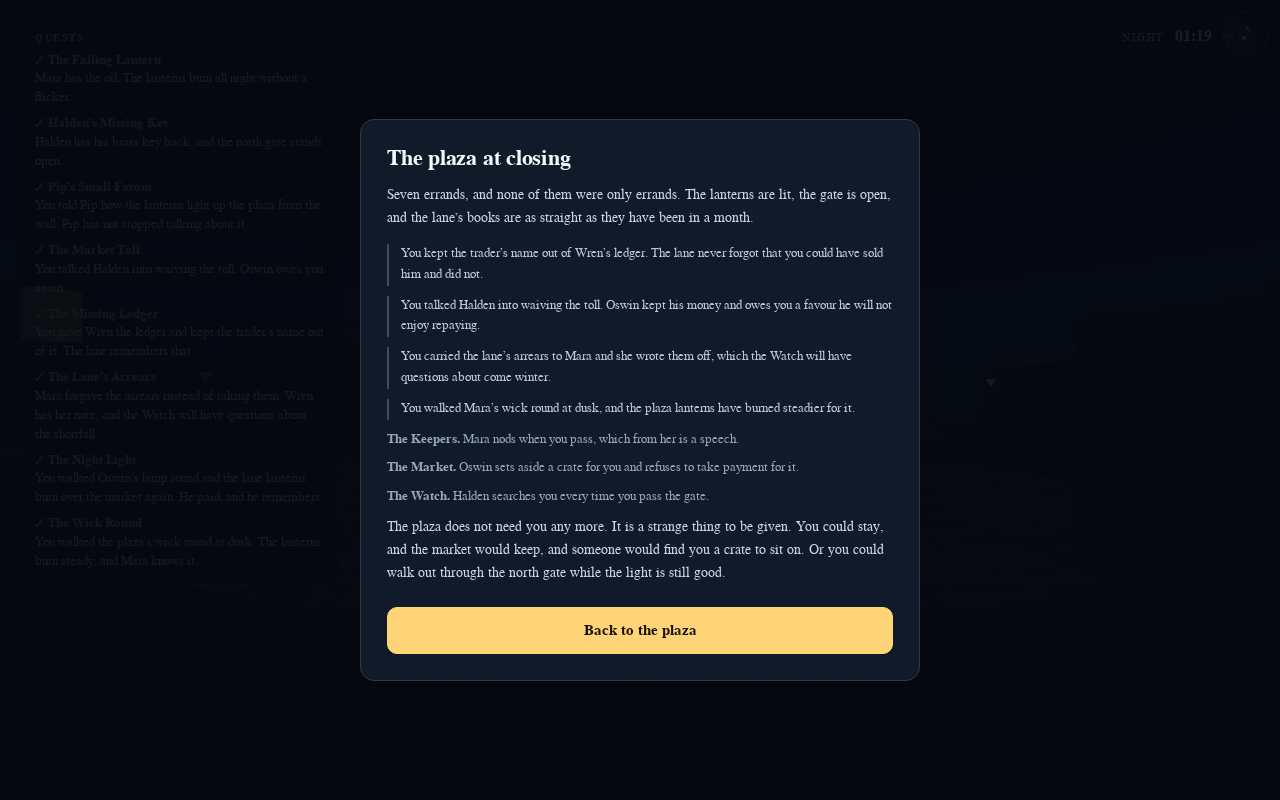 QUESTS
✓ The Failing Lantern
Mara has the oil. The lanterns burn all night without a
flicker.
✓ Halden's Missing Key
Halden has his brass key back, and the north gate stands
open.
✓ Pip's Small Favour
You told Pip how the lanterns light up the plaza from the
wall. Pip has not stopped talking about it.
✓ The Market Toll
You talked Halden into waiving the toll. Oswin owes you
again.
✓ The Missing Ledger
You gave Wren the ledger and kept the trader's name out
of it. The lane remembers that.
✓ The Lane's Arrears
Mara forgave the arrears instead of taking them. Wren
has her note, and the Watch will have questions about
the shortfall.
✓ The Night Light
You walked Oswin's lamp round and the lane lanterns
burn over the market again. He paid, and he remembers.
✓ The Wick Round
You walked the plaza's wick round at dusk. The lanterns
burn steady, and Mara knows it.
NIGHT 01:19
The plaza at closing
Seven errands, and none of them were only errands. The lanterns are lit, the gate is open,
and the lane's books are as straight as they have been in a month.
You kept the trader's name out of Wren's ledger. The lane never forgot that you could have sold
him and did not.
You talked Halden into waiving the toll. Oswin kept his money and owes you a favour he will not
enjoy repaying.
You carried the lane's arrears to Mara and she wrote them off, which the Watch will have
questions about come winter.
You walked Mara's wick round at dusk, and the plaza lanterns have burned steadier for it.
The Keepers. Mara nods when you pass, which from her is a speech.
The Market. Oswin sets aside a crate for you and refuses to take payment for it.
The Watch. Halden searches you every time you pass the gate.
The plaza does not need you any more. It is a strange thing to be given. You could stay,
and the market would keep, and someone would find you a crate to sit on. Or you could
walk out through the north gate while the light is still good.
Back to the plaza